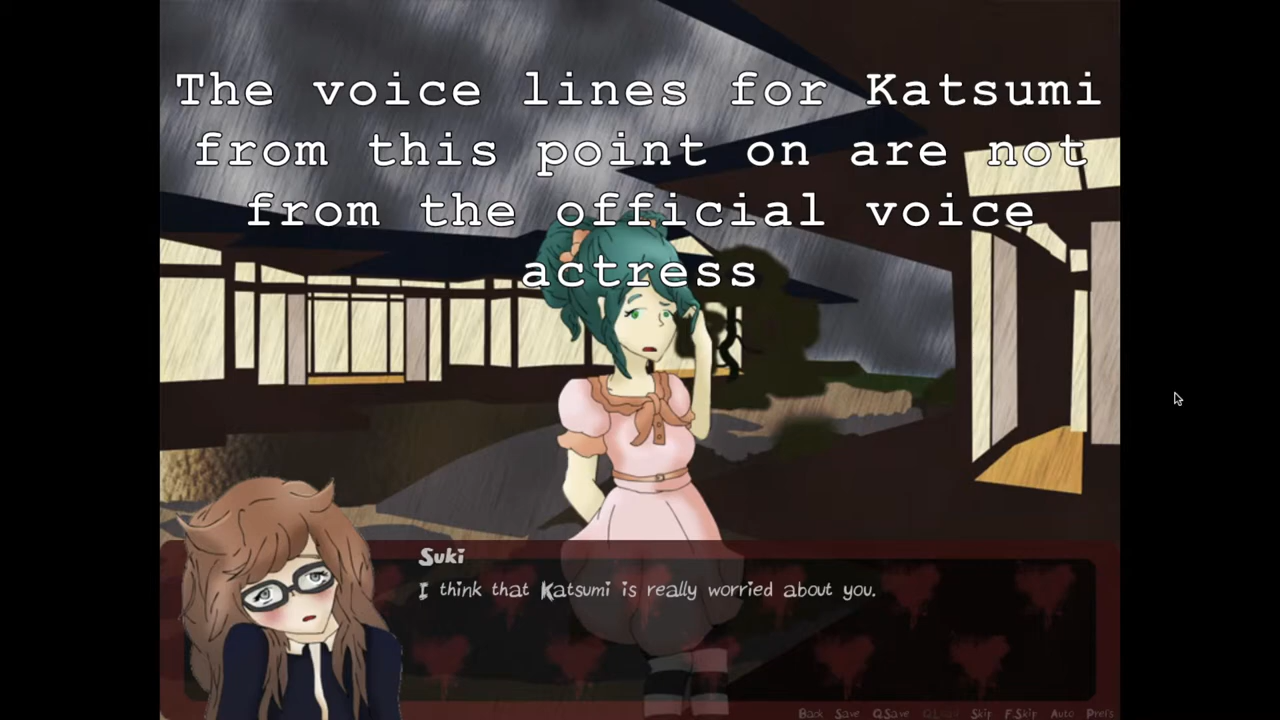 The voice lines for Katsumi
from this point on are not
from the official voice
actress
Suki
I think that Katsumi is really worried about you.
Back Save Q.Save Q.Load Skip F.Skip Auto Prefs